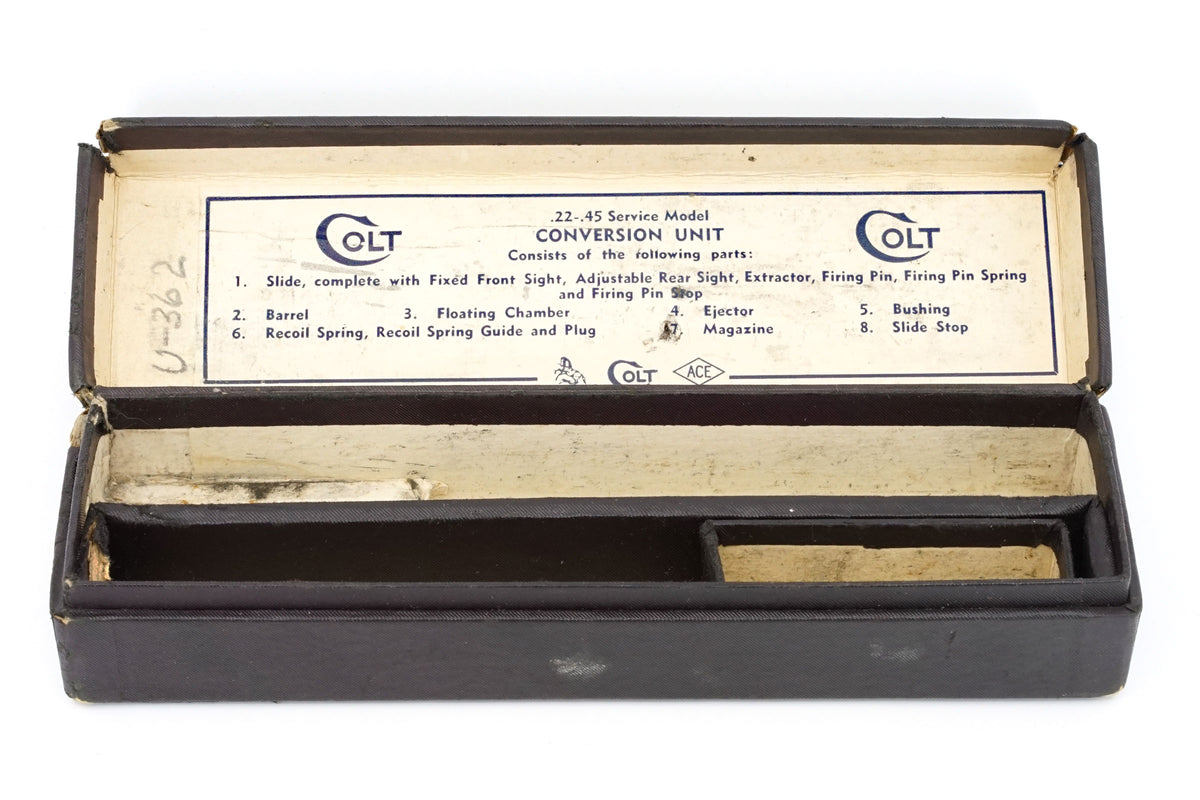 COLT
.22-.45 Service Model
COLT
CONVERSION UNIT
Consists of the following parts:
1. Slide, complete with Fixed Front Sight, Adjustable Rear Sight, Extractor, Firing Pin, Firing Pin Spring
and Firing Pin Stop
2. Barrel 3. Floating Chamber 4. Ejector 5. Bushing
6. Recoil Spring, Recoil Spring Guide and Plug 7. Magazine 8. Slide Stop
COLT ACE
U-362